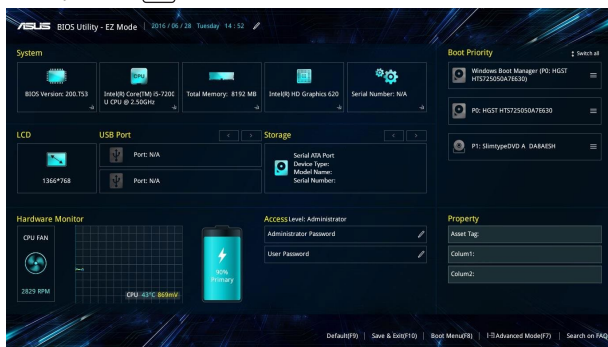 ASUS BIOS Utility - EZ Mode 2016 / 06 / 28 Tuesday 14 : 52
System
CPU
BIOS Version: 200.T53
Intel(R) Core(TM) i5-7200
U CPU @ 2.50GHz
Total Memory: 8192 MB
Intel(R) HD Graphics 620
Serial Number: N/A
Boot Priority
Switch all
Windows Boot Manager (P0: HGST
HTS725050A7E630)
P0: HGST HTS725050A7E630
P1: SlimtypeDVD A DA8AESH
LCD
1366*768
USB Port
< >
Port: N/A
Port: N/A
Storage
< >
Serial ATA Port
Device Type:
Model Name:
Serial Number:
Hardware Monitor
CPU FAN
2829 RPM
CPU 43°C 869mV
90%
Primary
Access Level: Administrator
Administrator Password
User Password
Property
Asset Tag:
Colum1:
Colum2:
Default(F9) | Save & Exit(F10) | Boot Menu(F8) | Advanced Mode(F7) | Search on FAQ